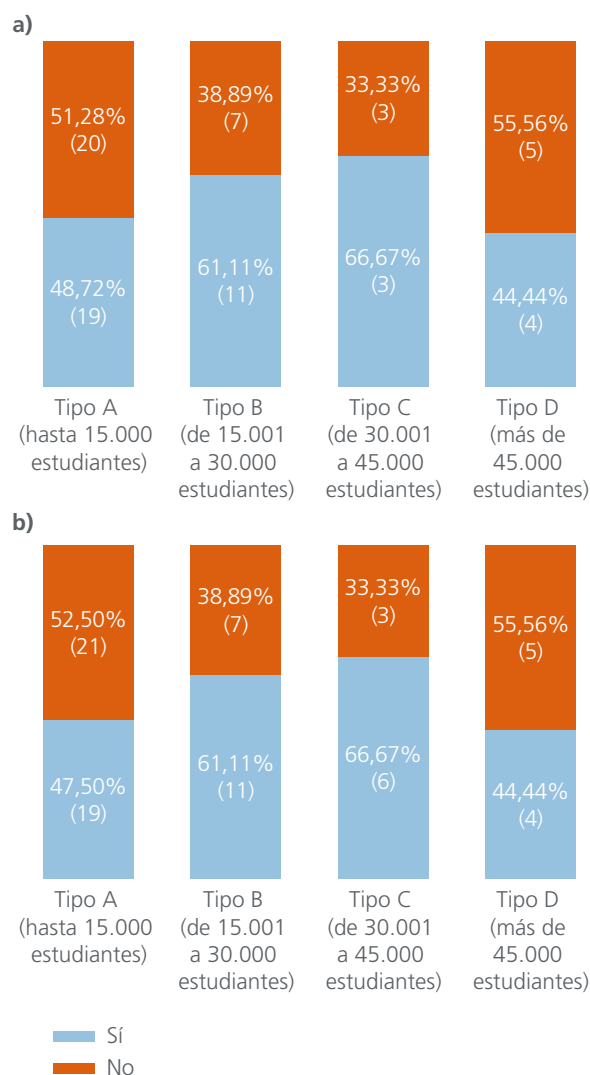 a)
51,28%
(20)
38,89%
(7)
33,33%
(3)
55,56%
(5)
48,72%
(19)
61,11%
(11)
66,67%
(3)
44,44%
(4)
Tipo A
(hasta 15.000
estudiantes)
Tipo B
(de 15.001
a 30.000
estudiantes)
Tipo C
(de 30.001
a 45.000
estudiantes)
Tipo D
(más de
45.000
estudiantes)
b)
52,50%
(21)
38,89%
(7)
33,33%
(3)
55,56%
(5)
47,50%
(19)
61,11%
(11)
66,67%
(6)
44,44%
(4)
Tipo A
(hasta 15.000
estudiantes)
Tipo B
(de 15.001
a 30.000
estudiantes)
Tipo C
(de 30.001
a 45.000
estudiantes)
Tipo D
(más de
45.000
estudiantes)
Sí
No